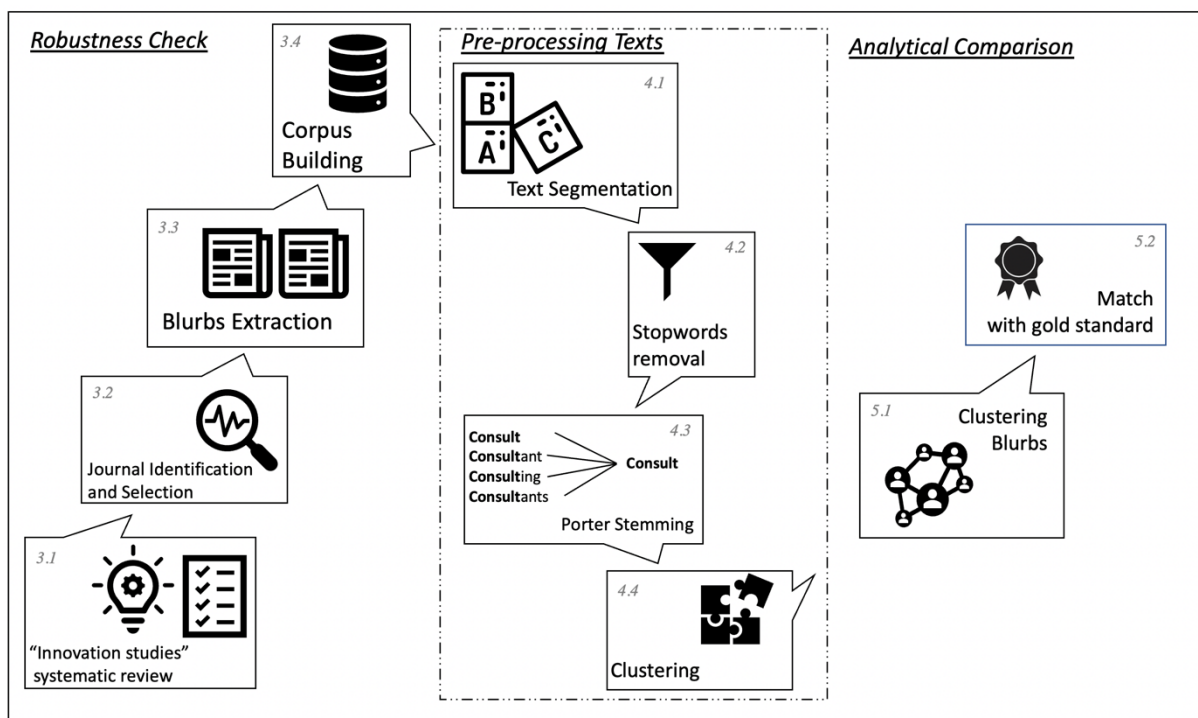 Robustness Check
3.4
Corpus
Building
3.3
Blurbs Extraction
3.2
Journal Identification
and Selection
3.1
“Innovation studies”
systematic review
Pre-processing Texts
4.1
B
A
C
Text Segmentation
4.2
Stopwords
removal
4.3
Consult
Consultant
Consulting
Consultants
Consult
Porter Stemming
4.4
Clustering
Analytical Comparison
5.2
Match
with gold standard
5.1
Clustering
Blurbs